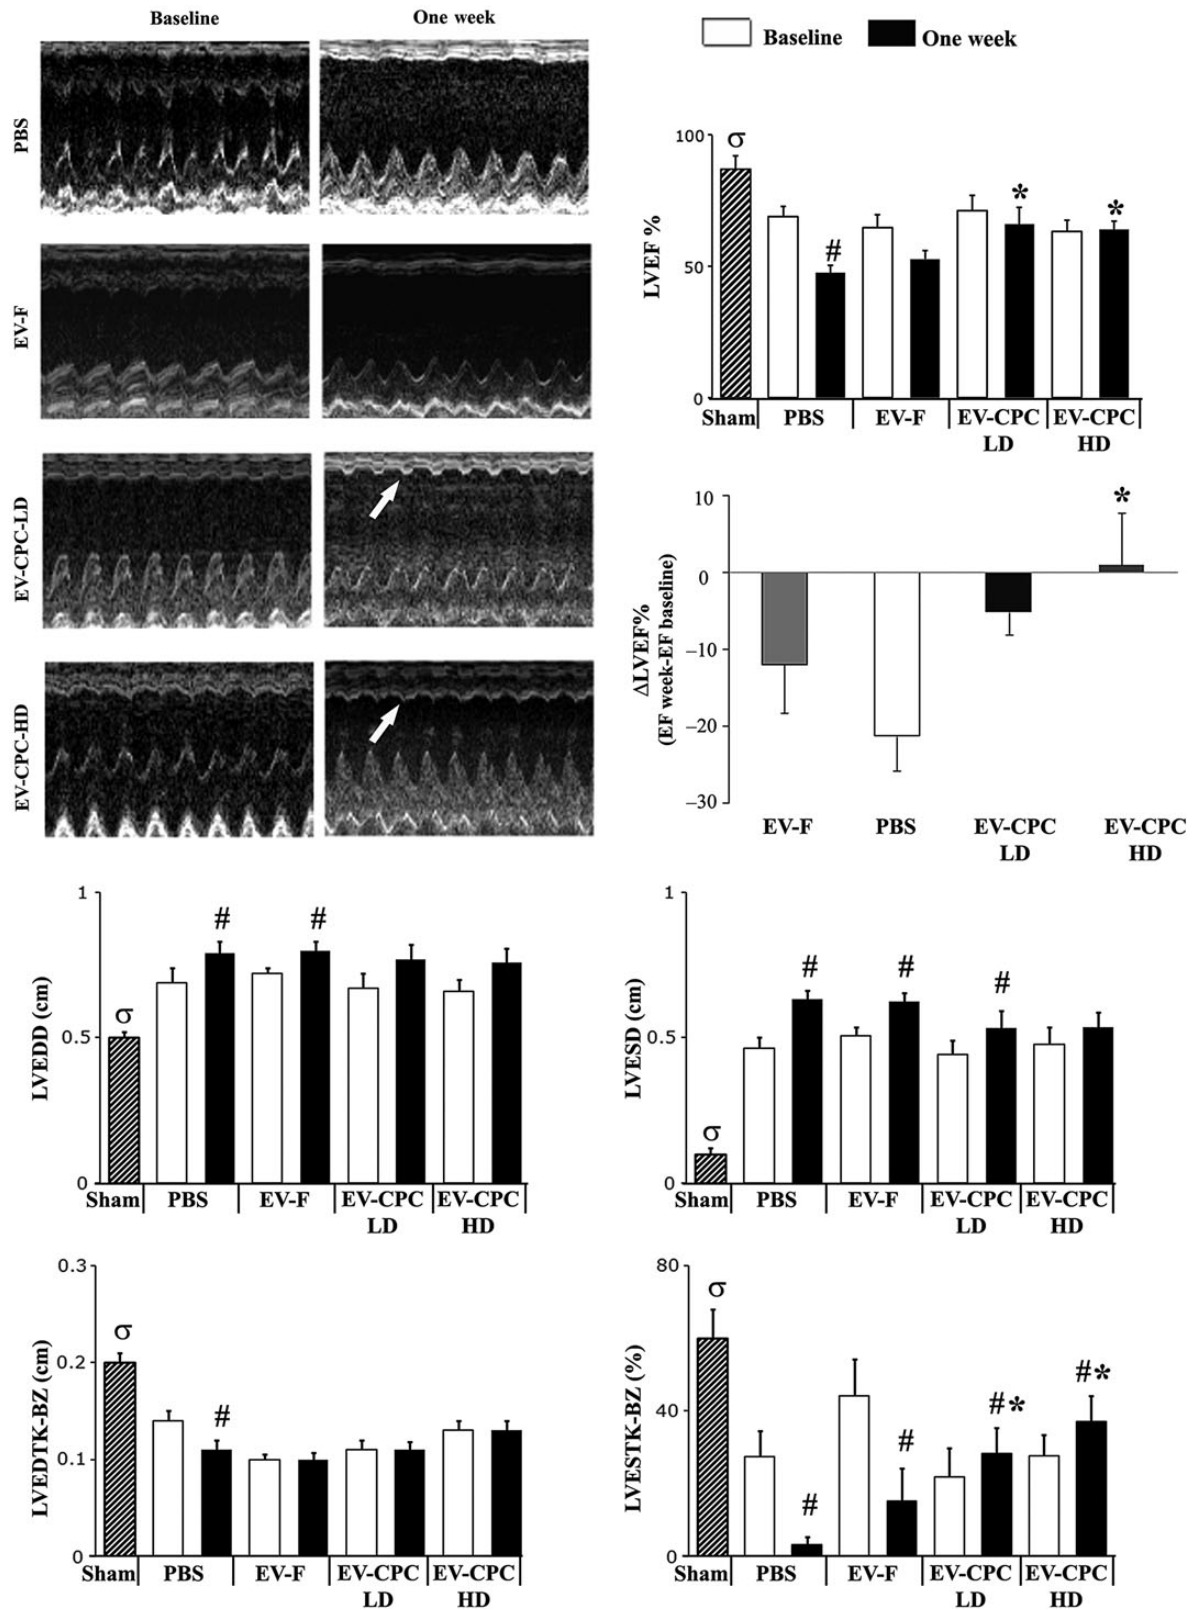 Baseline
One week
PBS
EV-F
EV-CPC-LD
EV-CPC-HD
Baseline
One week
LVEF %
100
50
0
σ
#
*
*
Sham
PBS
EV-F
EV-CPC
LD
EV-CPC
HD
ΔLVEF%
(EF week-EF baseline)
10
0
–10
–20
–30
*
EV-F
PBS
EV-CPC
LD
EV-CPC
HD
LVEDD (cm)
1
0.5
0
σ
#
#
Sham
PBS
EV-F
EV-CPC
LD
EV-CPC
HD
LVESD (cm)
1
0.5
0
σ
#
#
#
Sham
PBS
EV-F
EV-CPC
LD
EV-CPC
HD
LVEDTK-BZ (cm)
0.3
0.2
0.1
0
σ
#
Sham
PBS
EV-F
EV-CPC
LD
EV-CPC
HD
LVESTK-BZ (%)
80
40
0
σ
#
#
#*
#*
Sham
PBS
EV-F
EV-CPC
LD
EV-CPC
HD